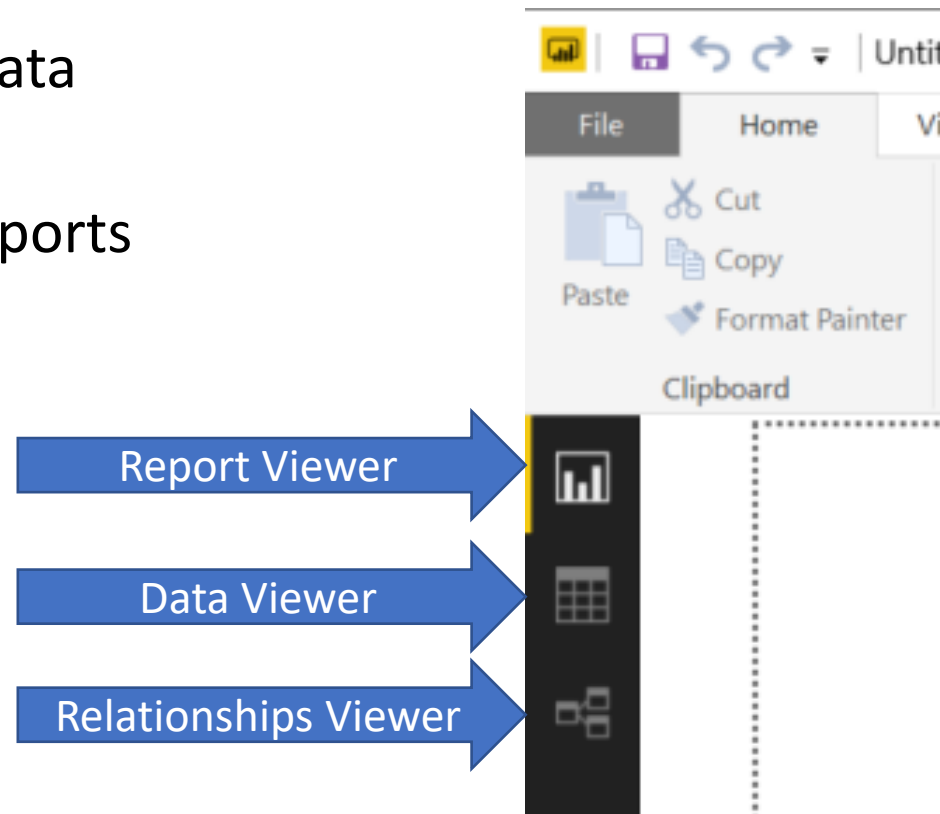 ata
ports
Untit
File
Home
Vi
Cut
Copy
Paste
Format Painter
Clipboard
Report Viewer
Data Viewer
Relationships Viewer